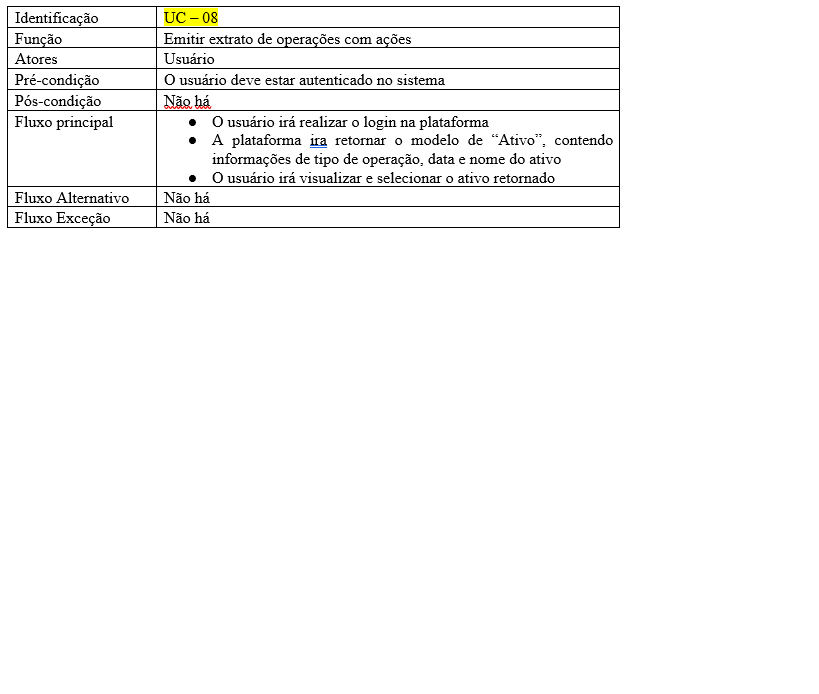 Identificação UC – 08
Função Emitir extrato de operações com ações
Atores Usuário
Pré-condição O usuário deve estar autenticado no sistema
Pós-condição Não há
Fluxo principal ● O usuário irá realizar o login na plataforma
● A plataforma ira retornar o modelo de “Ativo”, contendo
informações de tipo de operação, data e nome do ativo
● O usuário irá visualizar e selecionar o ativo retornado
Fluxo Alternativo Não há
Fluxo Exceção Não há